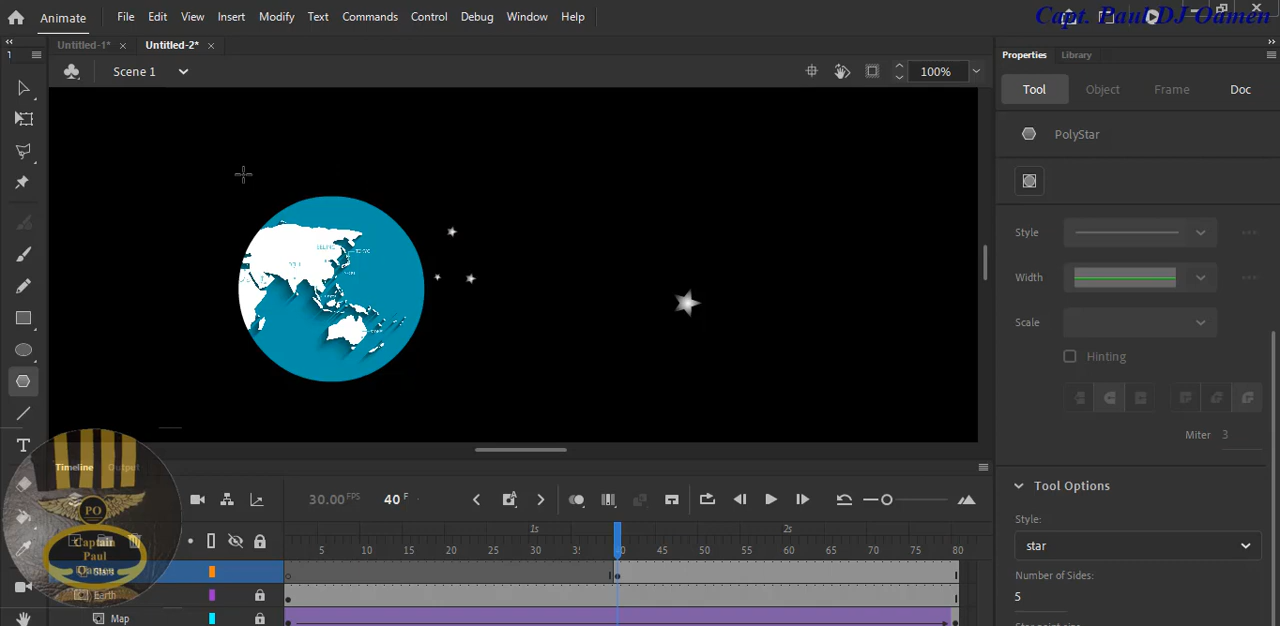 Animate File Edit View Insert Modify Text Commands Control Debug Window Help
Capt. Paul DJ Oamen
Untitled-1* Untitled-2*
Properties Library
1
Scene 1 100%
Tool Object Frame Doc
PolyStar
Style
Width
Scale
Hinting
Miter 3
T
Timeline Output
30.00 FPS 40 F
Tool Options
Style:
star
Number of Sides:
5
PO
Captain
Paul
1s 2s
5 10 15 20 25 30 40 45 50 55 60 65 70 75 80
Stars
Earth
Map